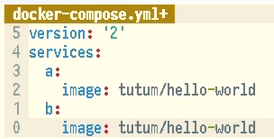 docker-compose.yml+
5 version: '2'
4 services:
3   a:
2     image: tutum/hello-world
1   b:
0     image: tutum/hello-world